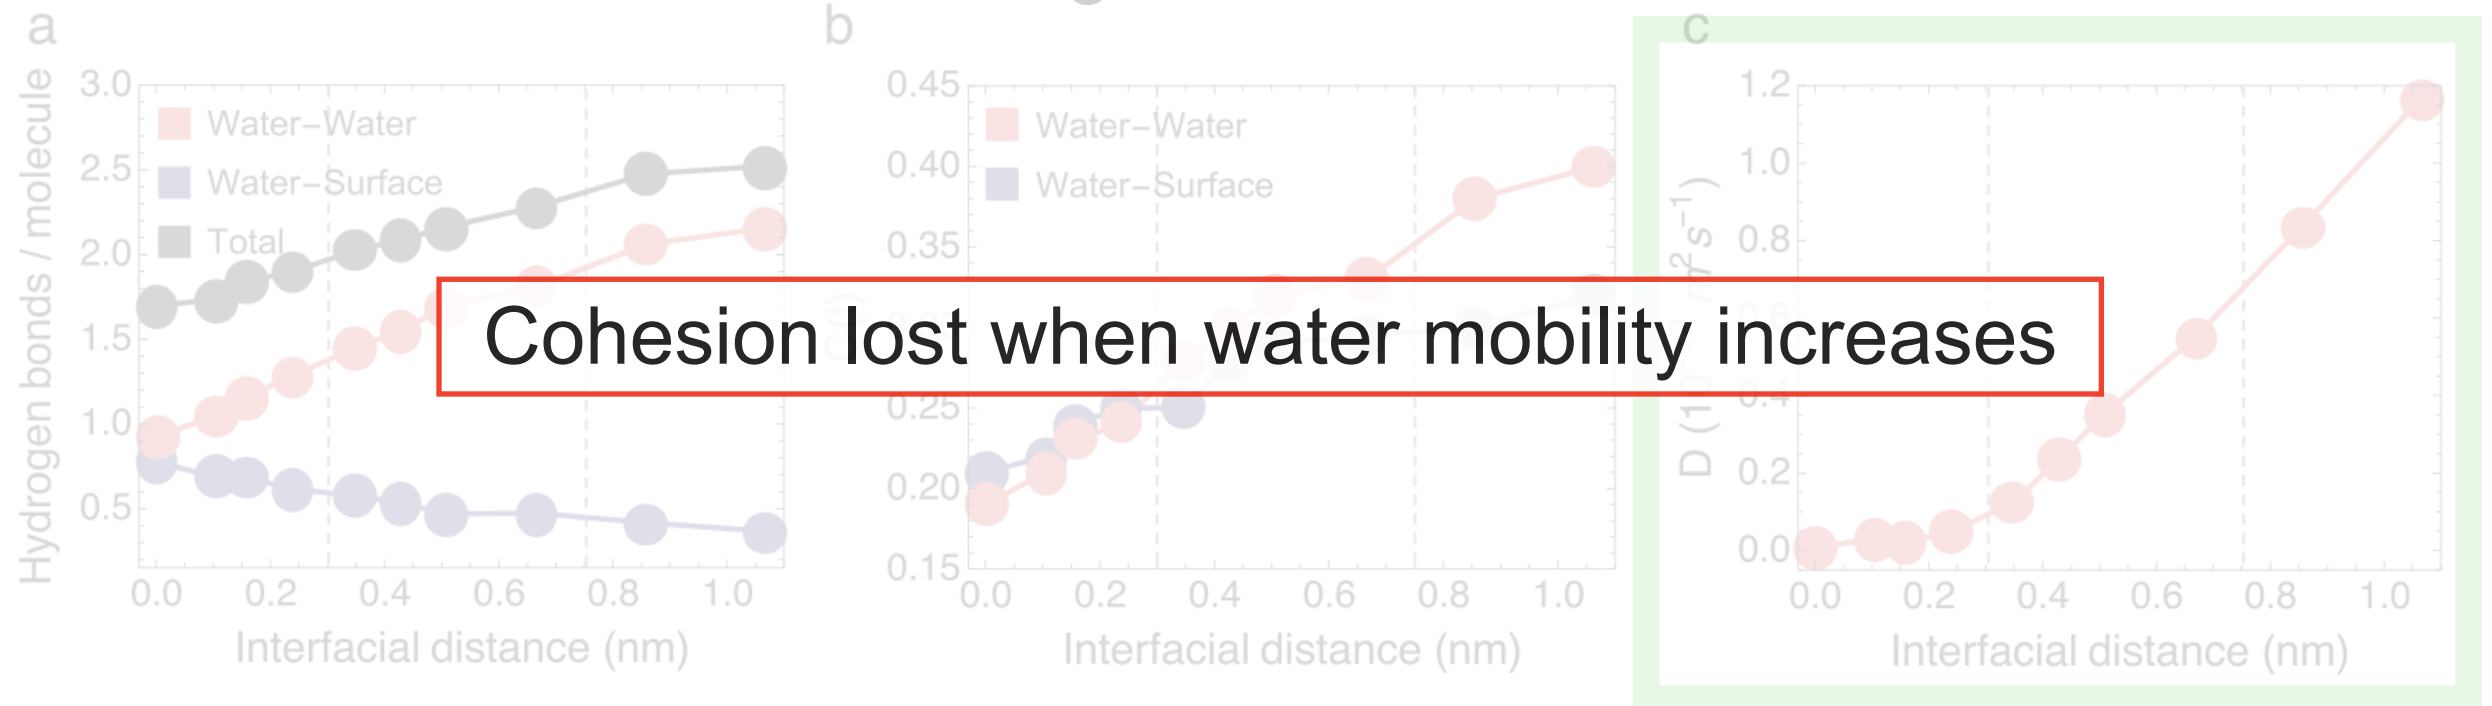 a
Hydrogen bonds / molecule
3.0
2.5
2.0
1.5
1.0
0.5
Water–Water
Water–Surface
Total
0.0 0.2 0.4 0.6 0.8 1.0
Interfacial distance (nm)
b
0.45
0.40
0.35
0.25
0.20
0.15
Water–Water
Water–Surface
0.0 0.2 0.4 0.6 0.8 1.0
Interfacial distance (nm)
c
1.2
1.0
0.8
0.6
0.4
0.2
0.0
0.0 0.2 0.4 0.6 0.8 1.0
Interfacial distance (nm)
Cohesion lost when water mobility increases